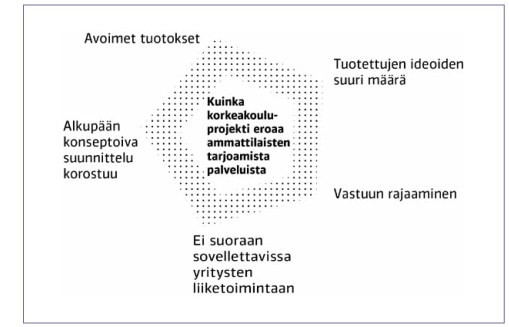 Avoimet tuotokset
Tuotettujen ideoiden
suuri määrä
Kuinka
korkeakoulu-
projekti eroaa
ammattilaisten
tarjoamista
palveluista
Alkupään
konseptoiva
suunnittelu
korostuu
Vastuun rajaaminen
Ei suoraan
sovellettavissa
yritysten
liiketoimintaan